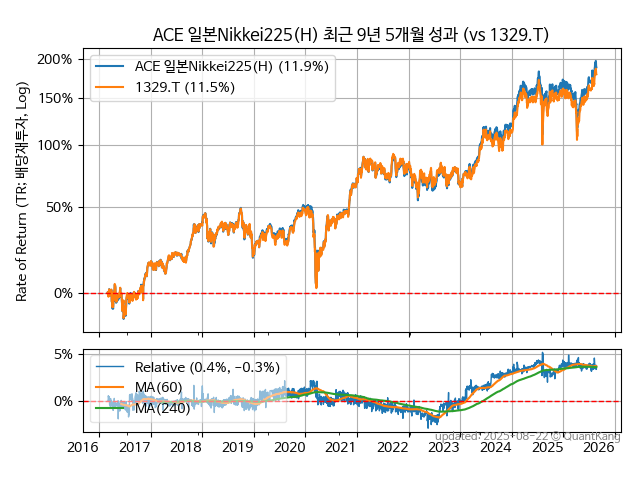 ACE 일본Nikkei225(H) 최근 9년 5개월 성과 (vs 1329.T)
Rate of Return (TR: 배당재투자, Log)
200%
150%
100%
50%
0%
ACE 일본Nikkei225(H) (11.9%)
1329.T (11.5%)
5%
0%
Relative (0.4%, -0.3%)
MA(60)
MA(240)
2016 2017 2018 2019 2020 2021 2022 2023 2024 2025 2026
updated: 2025-08-22 © QuantKang